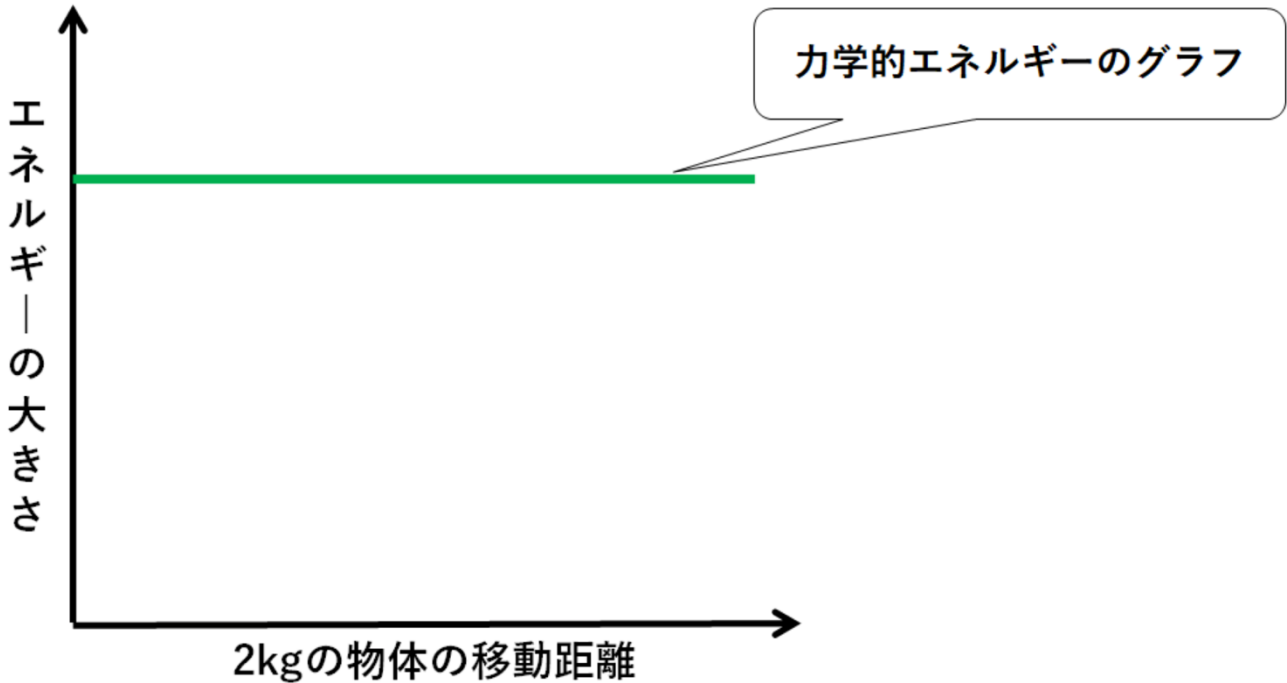 力学的エネルギーのグラフ
エネルギーの大きさ
2kgの物体の移動距離